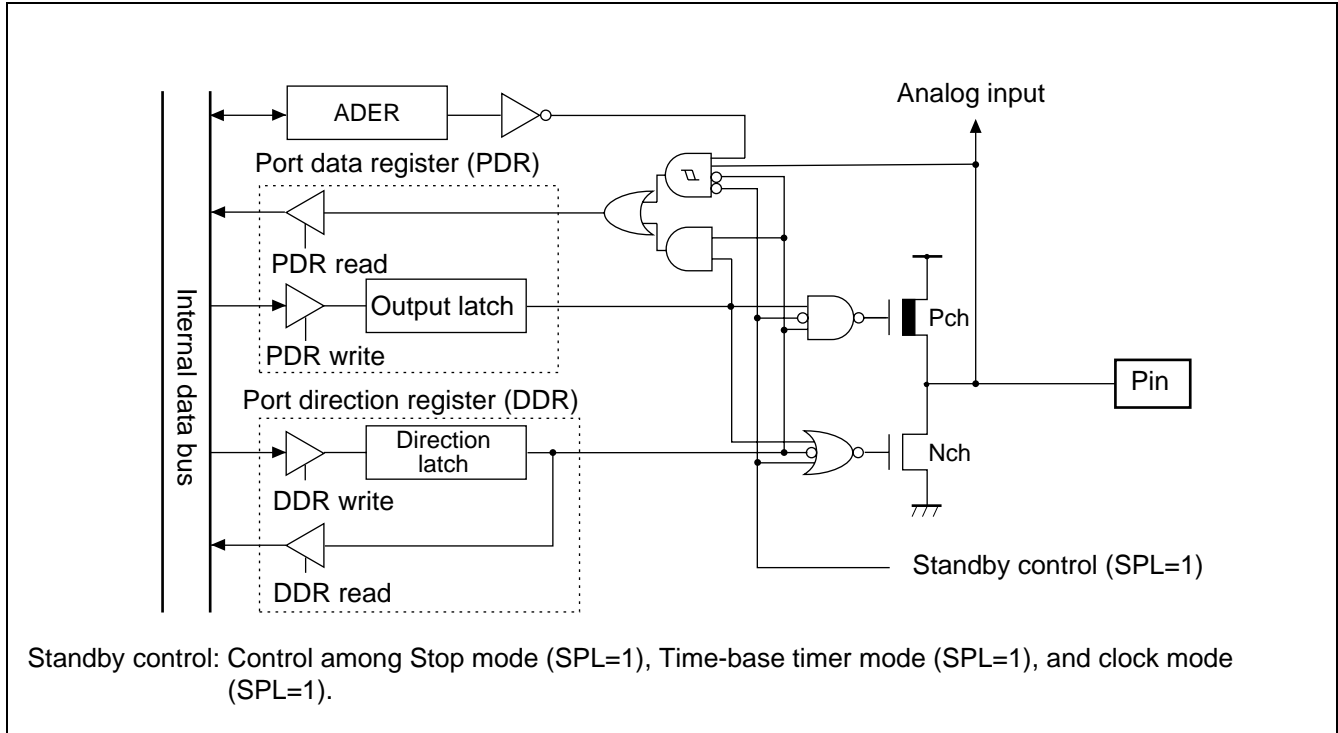 Analog input
ADER
Port data register (PDR)
PDR read
Output latch
PDR write
Pch
Pin
Internal data bus
Port direction register (DDR)
Direction
latch
Nch
DDR write
Standby control (SPL=1)
DDR read
Standby control: Control among Stop mode (SPL=1), Time-base timer mode (SPL=1), and clock mode
(SPL=1).